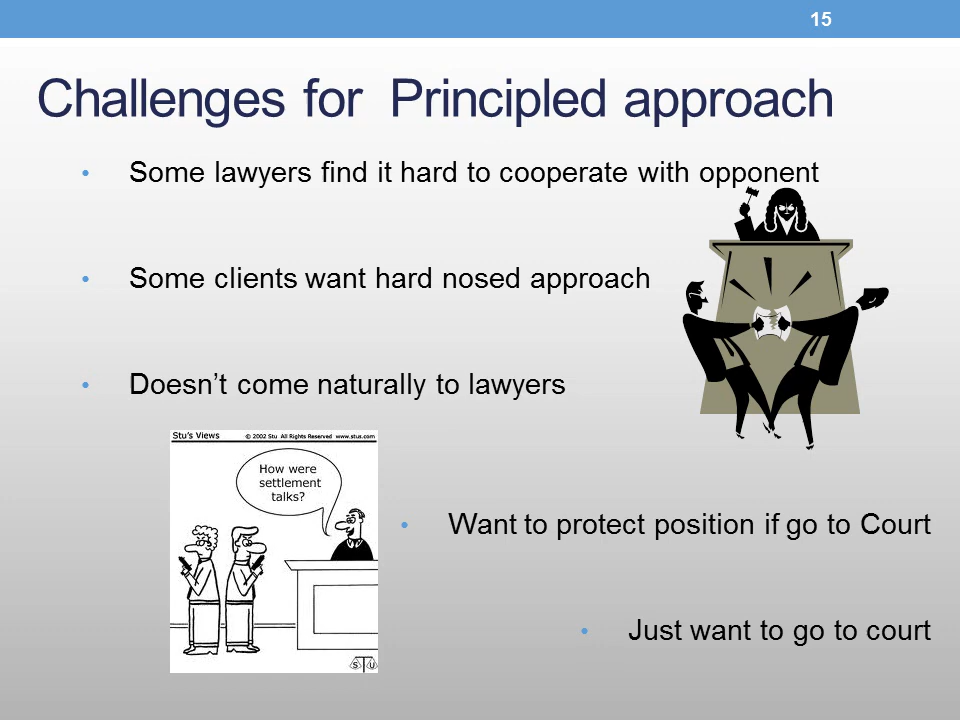 15
Challenges for  Principled approach
• Some lawyers find it hard to cooperate with opponent
• Some clients want hard nosed approach
• Doesn’t come naturally to lawyers
Stu's Views © 2002 Stu All Rights Reserved www.stus.com
How were
settlement
talks?
• Want to protect position if go to Court
• Just want to go to court
S U